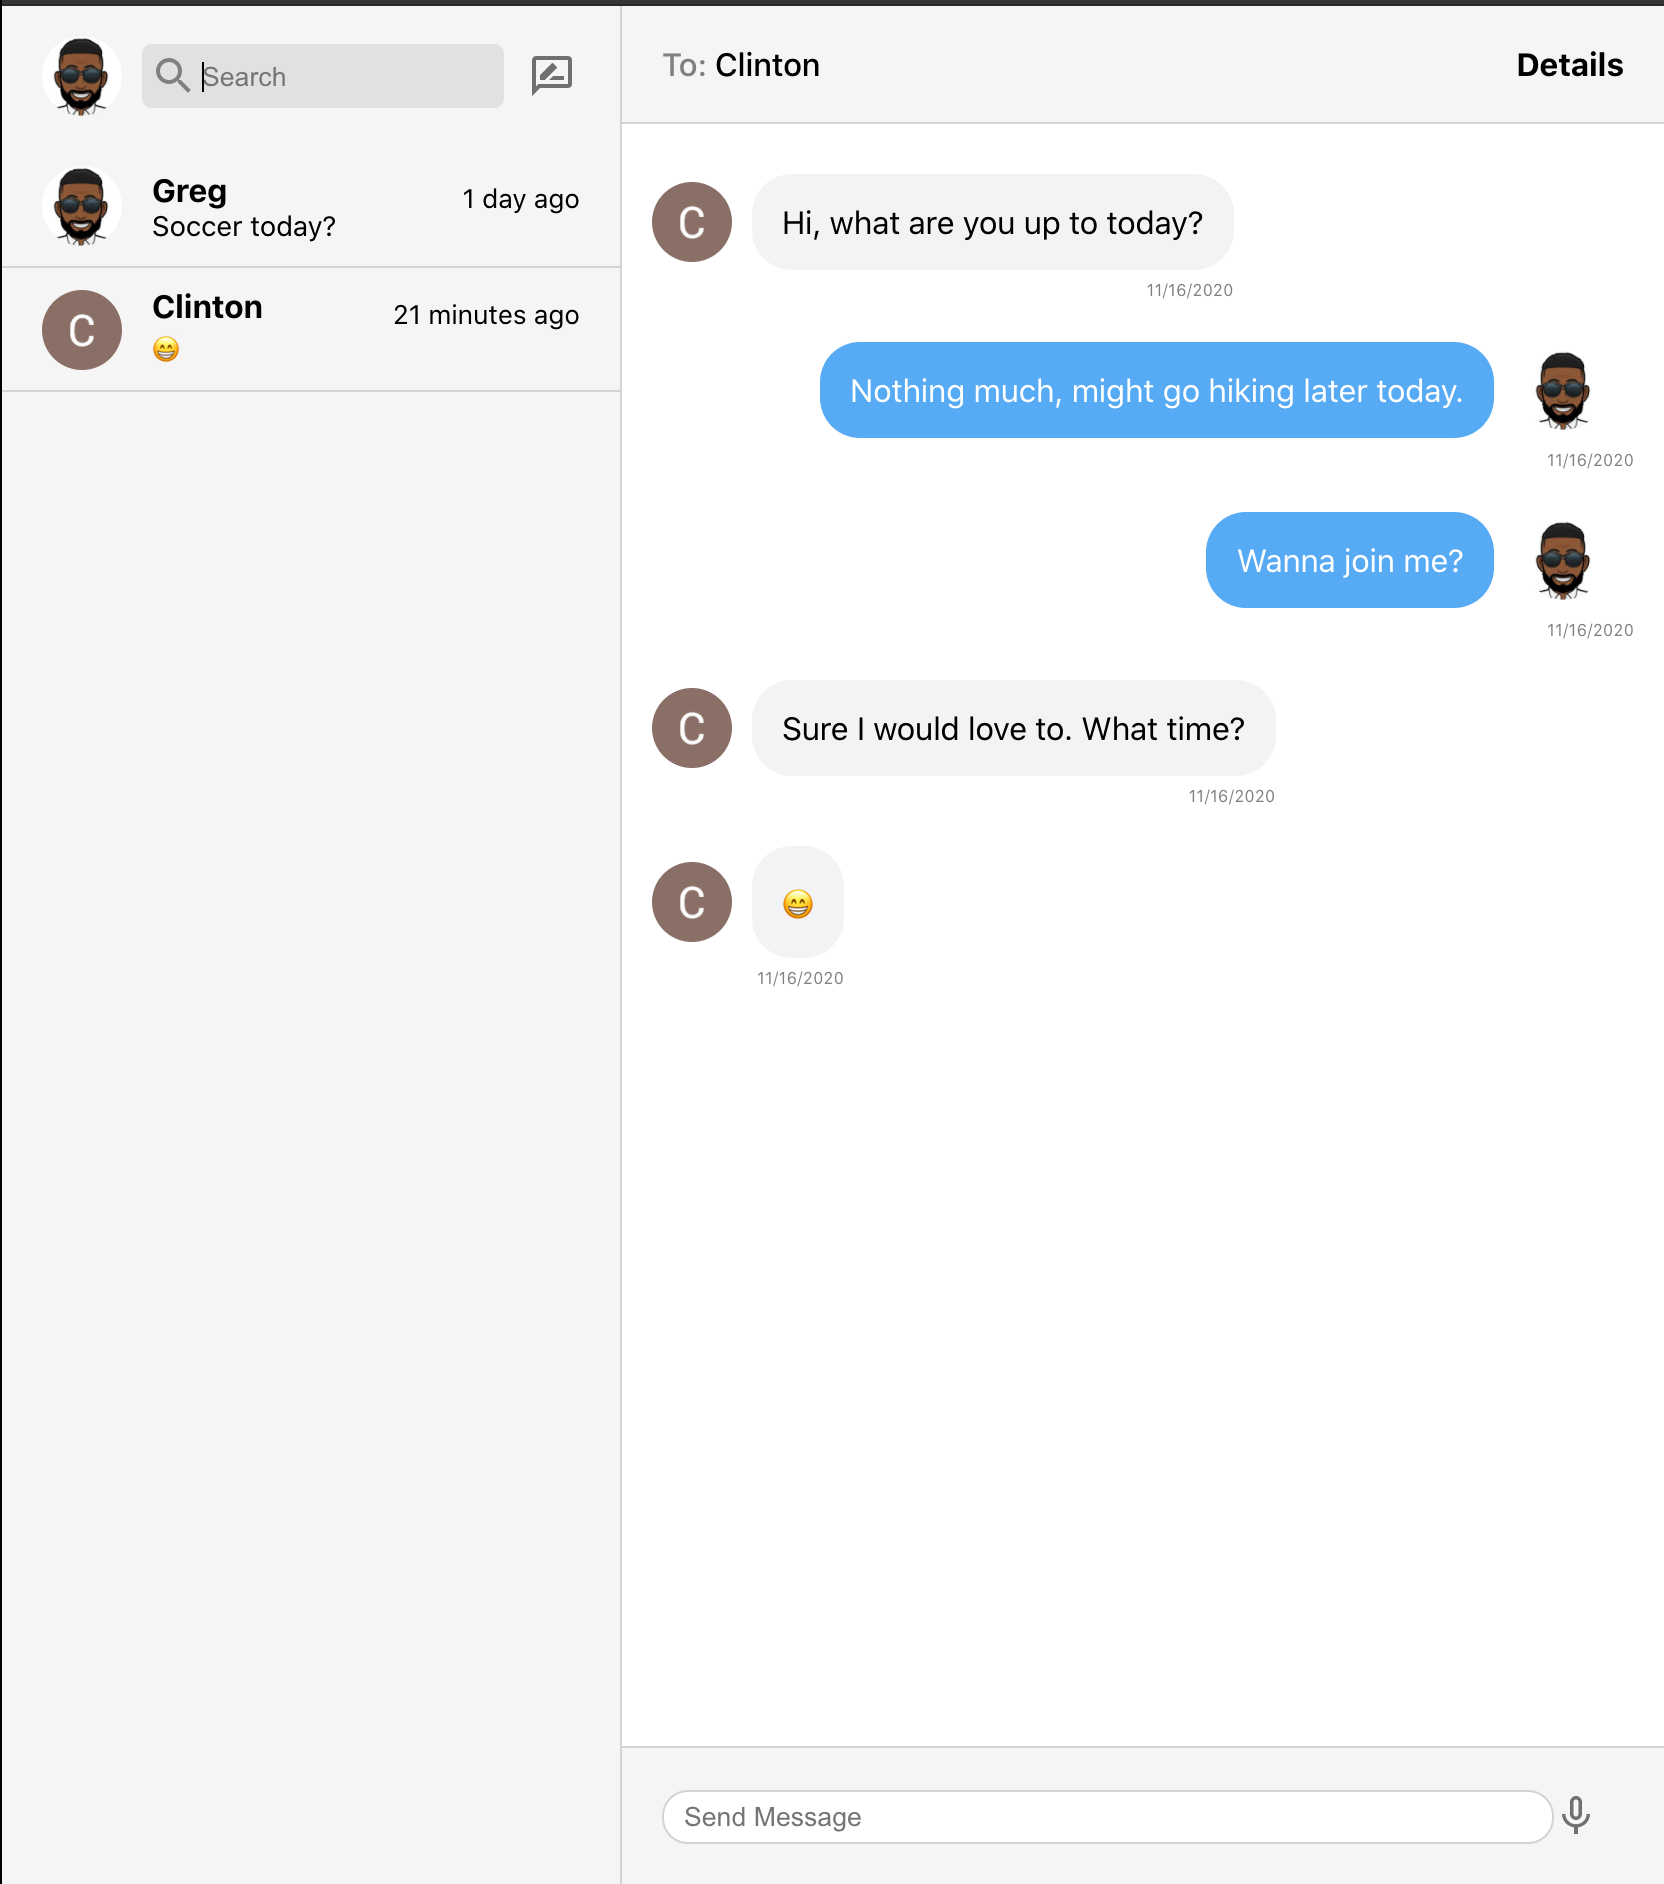 Search
Greg
1 day ago
Soccer today?
C
Clinton
21 minutes ago
😁
To: Clinton
Details
C
Hi, what are you up to today?
11/16/2020
Nothing much, might go hiking later today.
11/16/2020
Wanna join me?
11/16/2020
C
Sure I would love to. What time?
11/16/2020
C
😁
11/16/2020
Send Message